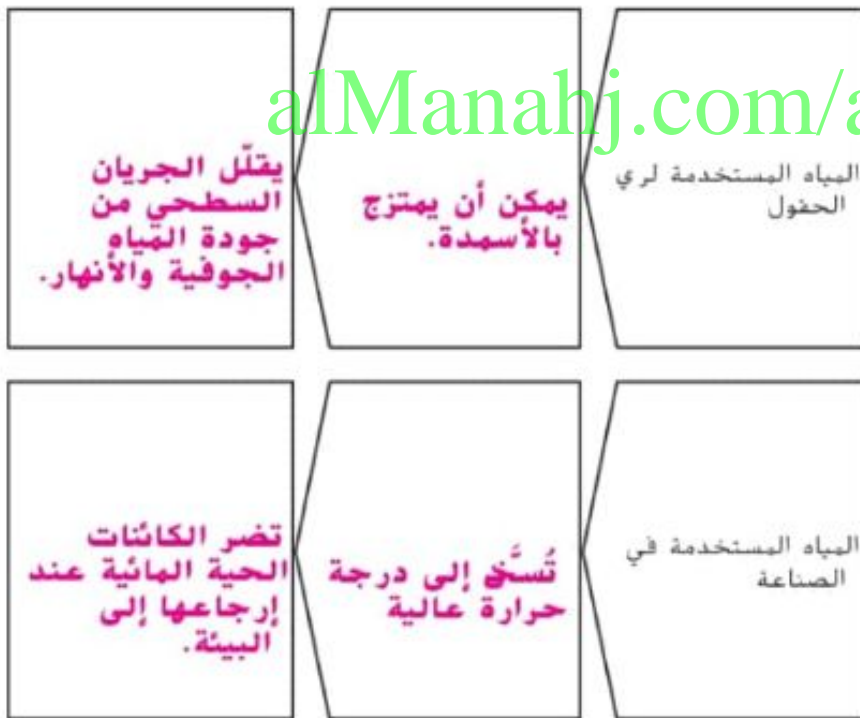 alManahj.com/a
المياه المستخدمة لري
الحقول
يمكن أن يمتزج
بالأسمدة.
يقلّل الجريان
السطحي من
جودة المياه
الجوفية والأنهار.
المياه المستخدمة في
الصناعة
تُسخَّن إلى درجة
حرارة عالية
تضر الكائنات
الحية المائية عند
إرجاعها إلى
البيئة.